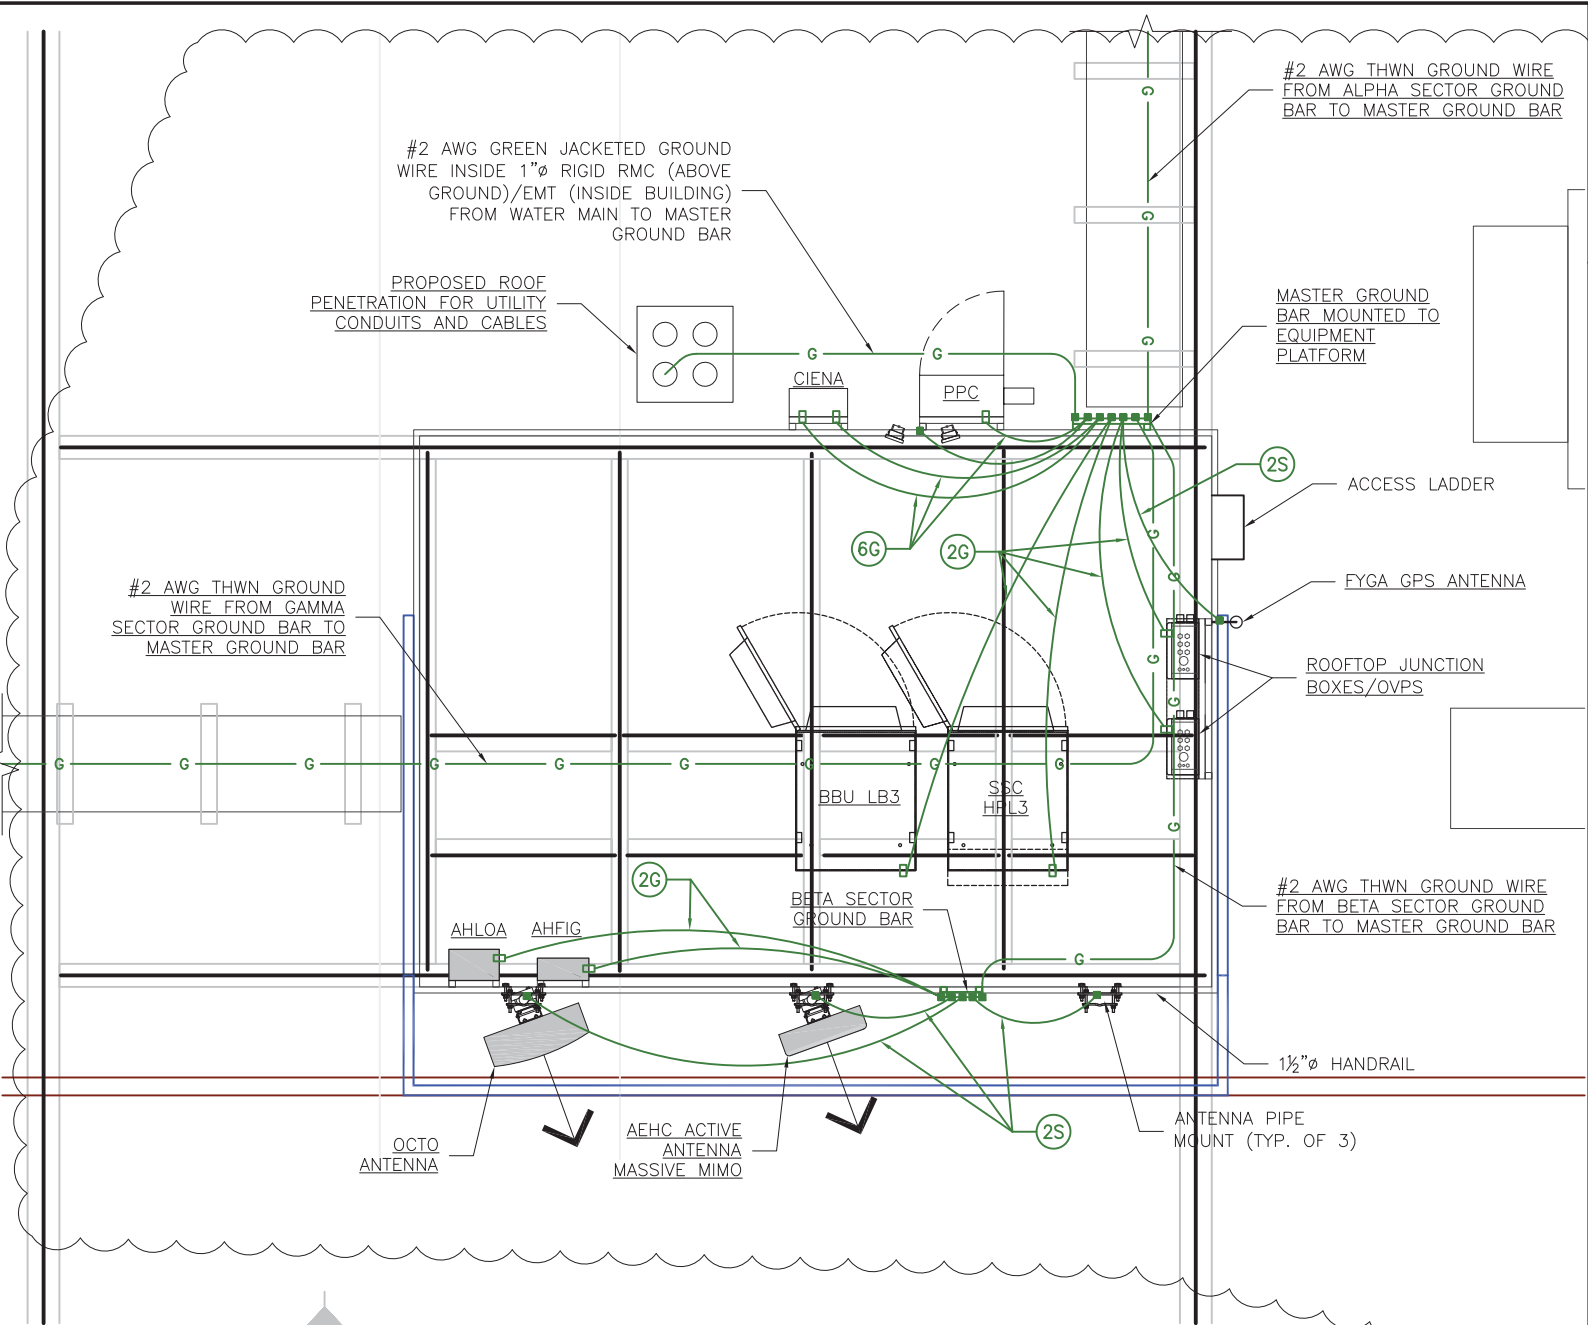 #2 AWG THWN GROUND WIRE
FROM ALPHA SECTOR GROUND
BAR TO MASTER GROUND BAR
#2 AWG GREEN JACKETED GROUND
WIRE INSIDE 1"ø RIGID RMC (ABOVE
GROUND)/EMT (INSIDE BUILDING)
FROM WATER MAIN TO MASTER
GROUND BAR
PROPOSED ROOF
PENETRATION FOR UTILITY
CONDUITS AND CABLES
MASTER GROUND
BAR MOUNTED TO
EQUIPMENT
PLATFORM
G
G
G
G
G
CIENA
PPC
2S
ACCESS LADDER
6G
2G
G
G
FYGA GPS ANTENNA
#2 AWG THWN GROUND
WIRE FROM GAMMA
SECTOR GROUND BAR TO
MASTER GROUND BAR
G
G
ROOFTOP JUNCTION
BOXES/OVPS
G
G
G
G
G
G
G
G
G
BBU LB3
SSC
HPL3
G
2G
BETA SECTOR
GROUND BAR
#2 AWG THWN GROUND WIRE
FROM BETA SECTOR GROUND
BAR TO MASTER GROUND BAR
AHLOA
AHFIG
G
1½"ø HANDRAIL
OCTO
ANTENNA
AEHC ACTIVE
ANTENNA
MASSIVE MIMO
2S
ANTENNA PIPE
MOUNT (TYP. OF 3)